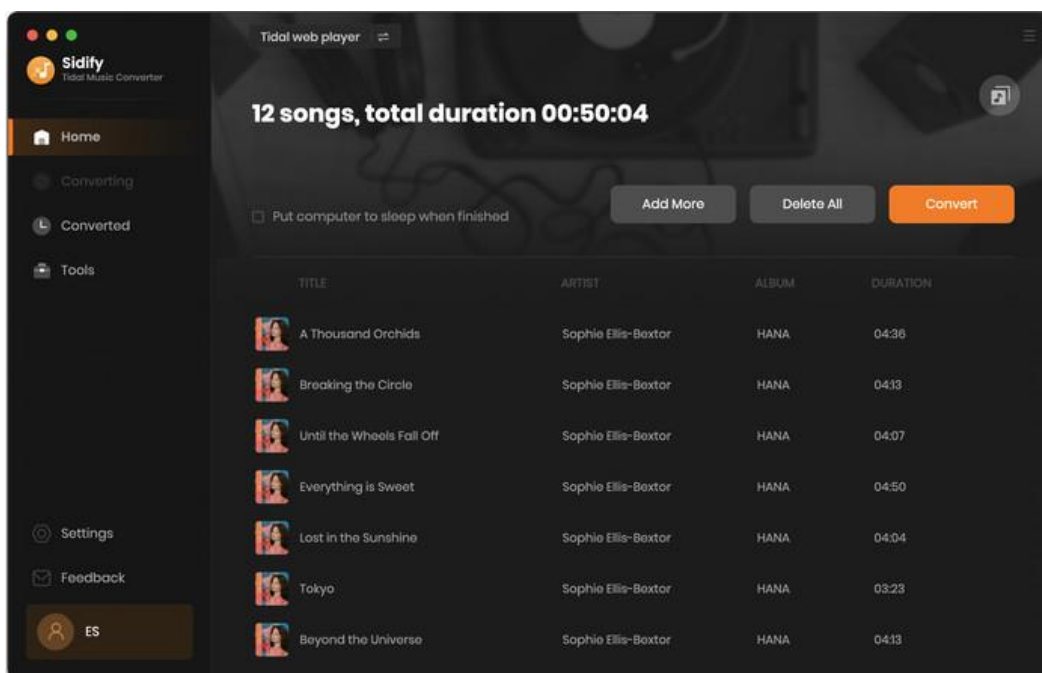 Tidal web player
Sidify
Tidal Music Converter
12 songs, total duration 00:50:04
Home
Converting
Converted
Tools
Put computer to sleep when finished
Add More
Delete All
Convert
TITLE ARTIST ALBUM DURATION
A Thousand Orchids Sophie Ellis-Bextor HANA 04:36
Breaking the Circle Sophie Ellis-Bextor HANA 04:13
Until the Wheels Fall Off Sophie Ellis-Bextor HANA 04:07
Everything is Sweet Sophie Ellis-Bextor HANA 04:50
Lost in the Sunshine Sophie Ellis-Bextor HANA 04:04
Tokyo Sophie Ellis-Bextor HANA 03:23
Beyond the Universe Sophie Ellis-Bextor HANA 04:13
Settings
Feedback
ES